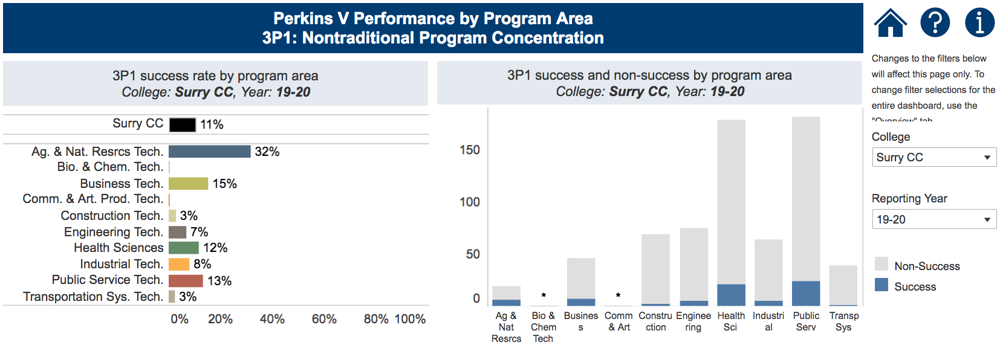 Perkins V Performance by Program Area
3P1: Nontraditional Program Concentration
3P1 success rate by program area
College: Surry CC, Year: 19-20
Surry CC 11%
Ag. & Nat. Resrcs Tech. 32%
Bio. & Chem. Tech.
Business Tech. 15%
Comm. & Art. Prod. Tech.
Construction Tech. 3%
Engineering Tech. 7%
Health Sciences 12%
Industrial Tech. 8%
Public Service Tech. 13%
Transportation Sys. Tech. 3%
0% 20% 40% 60% 80% 100%
3P1 success and non-success by program area
College: Surry CC, Year: 19-20
150
100
50
0
* *
Ag & Bio & Busines Comm Constru Enginee Health Industri Public Transp
Nat Chem s & Art ction ring Sci al Serv Sys
Resrcs Tech
Changes to the filters below
will affect this page only. To
change filter selections for the
entire dashboard, use the
"Overview" tab
College
Surry CC
Reporting Year
19-20
Non-Success
Success